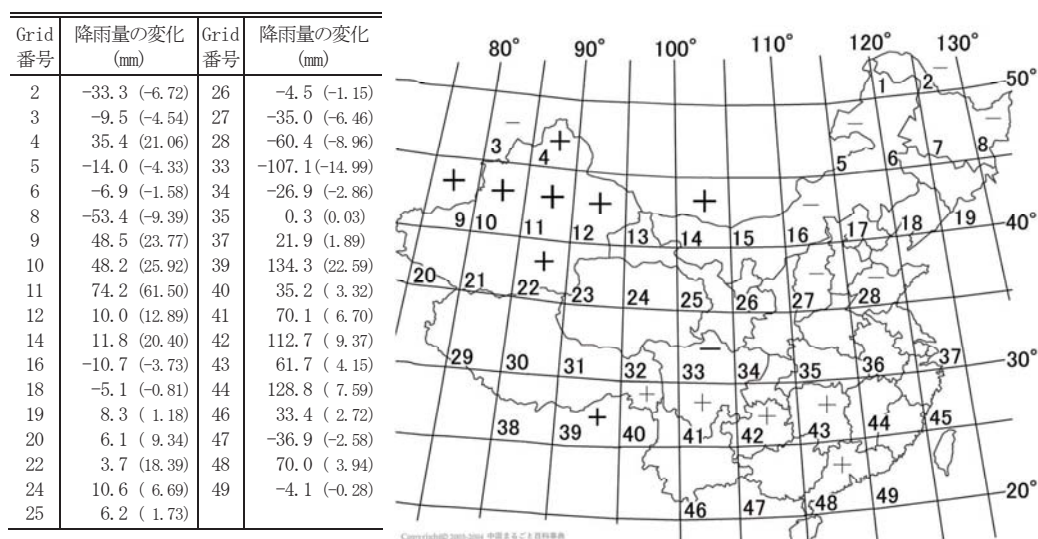 Grid 降雨量の変化 Grid 降雨量の変化
番号 (mm) 番号 (mm)
2 -33.3 (-6.72) 26 -4.5 (-1.15)
3 -9.5 (-4.54) 27 -35.0 (-6.46)
4 35.4 (21.06) 28 -60.4 (-8.96)
5 -14.0 (-4.33) 33 -107.1(-14.99)
6 -6.9 (-1.58) 34 -26.9 (-2.86)
8 -53.4 (-9.39) 35 0.3 (0.03)
9 48.5 (23.77) 37 21.9 (1.89)
10 48.2 (25.92) 39 134.3 (22.59)
11 74.2 (61.50) 40 35.2 ( 3.32)
12 10.0 (12.89) 41 70.1 ( 6.70)
14 11.8 (20.40) 42 112.7 ( 9.37)
16 -10.7 (-3.73) 43 61.7 ( 4.15)
18 -5.1 (-0.81) 44 128.8 ( 7.59)
19 8.3 ( 1.18) 46 33.4 ( 2.72)
20 6.1 ( 9.34) 47 -36.9 (-2.58)
22 3.7 (18.39) 48 70.0 ( 3.94)
24 10.6 ( 6.69) 49 -4.1 (-0.28)
25 6.2 ( 1.73)
80° 90° 100° 110° 120° 130°
1 2 50°
3 4 5 6 7 8
9 10 11 12 13 14 15 16 17 18 19 40°
20 21 22 23 24 25 26 27 28
29 30 31 32 33 34 35 36 37 30°
38 39 40 41 42 43 44 45
46 47 48 49 20°
Copyright© 2003-2004 中国まるごと百科事典